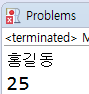 Problems
<terminated> M
홍길동
25